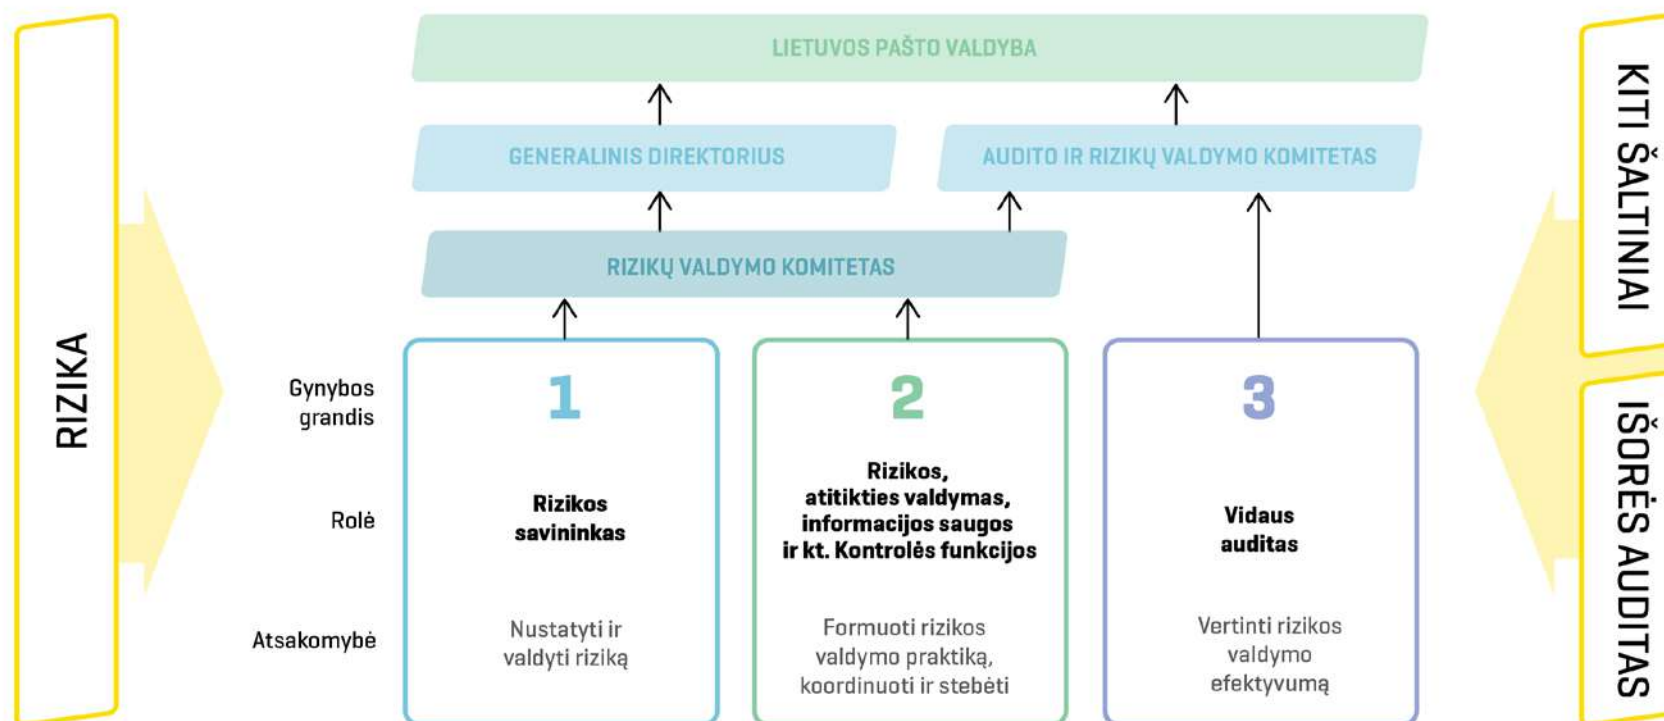 RIZIKA
LIETUVOS PAŠTO VALDYBA
GENERALINIS DIREKTORIUS
AUDITO IR RIZIKŲ VALDYMO KOMITETAS
RIZIKŲ VALDYMO KOMITETAS
Gynybos
grandis
1
2
3
Rolė
Rizikos
savininkas
Rizikos,
atitikties valdymas,
informacijos saugos
ir kt. Kontrolės funkcijos
Vidaus
auditas
Atsakomybė
Nustatyti ir
valdyti riziką
Formuoti rizikos
valdymo praktiką,
koordinuoti ir stebėti
Vertinti rizikos
valdymo
efektyvumą
KITI ŠALTINIAI
IŠORĖS AUDITAS